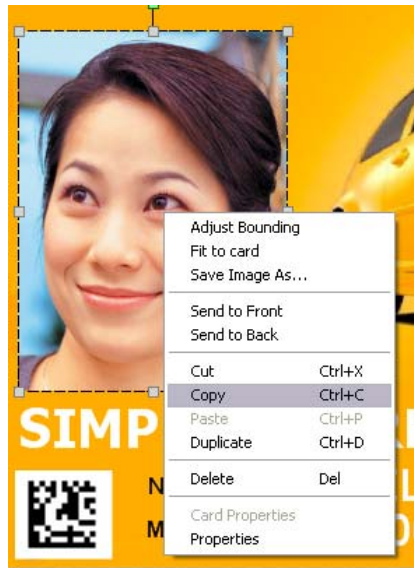 Adjust Bounding
Fit to card
Save Image As...
Send to Front
Send to Back
Cut Ctrl+X
Copy Ctrl+C
Paste Ctrl+P
Duplicate Ctrl+D
Delete Del
Card Properties
Properties
SIMP
N
M